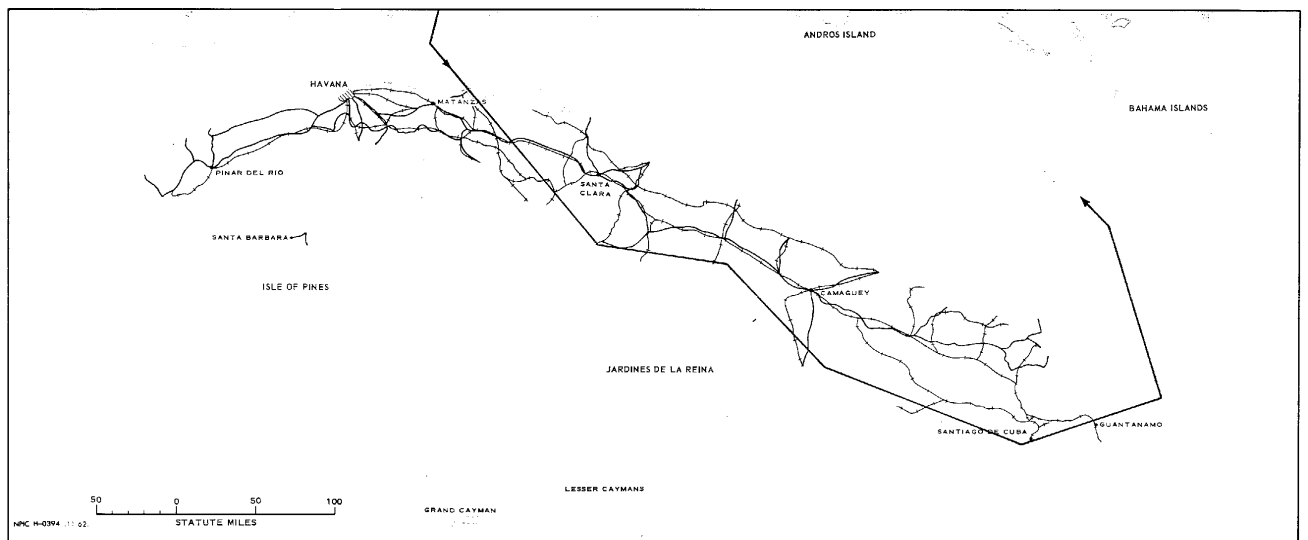 ANDROS ISLAND
HAVANA
MATANZAS
BAHAMA ISLANDS
PINAR DEL RIO
SANTA
CLARA
SANTA BARBARA
ISLE OF PINES
CAMAGUEY
JARDINES DE LA REINA
GUANTANAMO
SANTIAGO DE CUBA
LESSER CAYMANS
50 0 50 100
GRAND CAYMAN
STATUTE MILES
NPIC H-0394 62